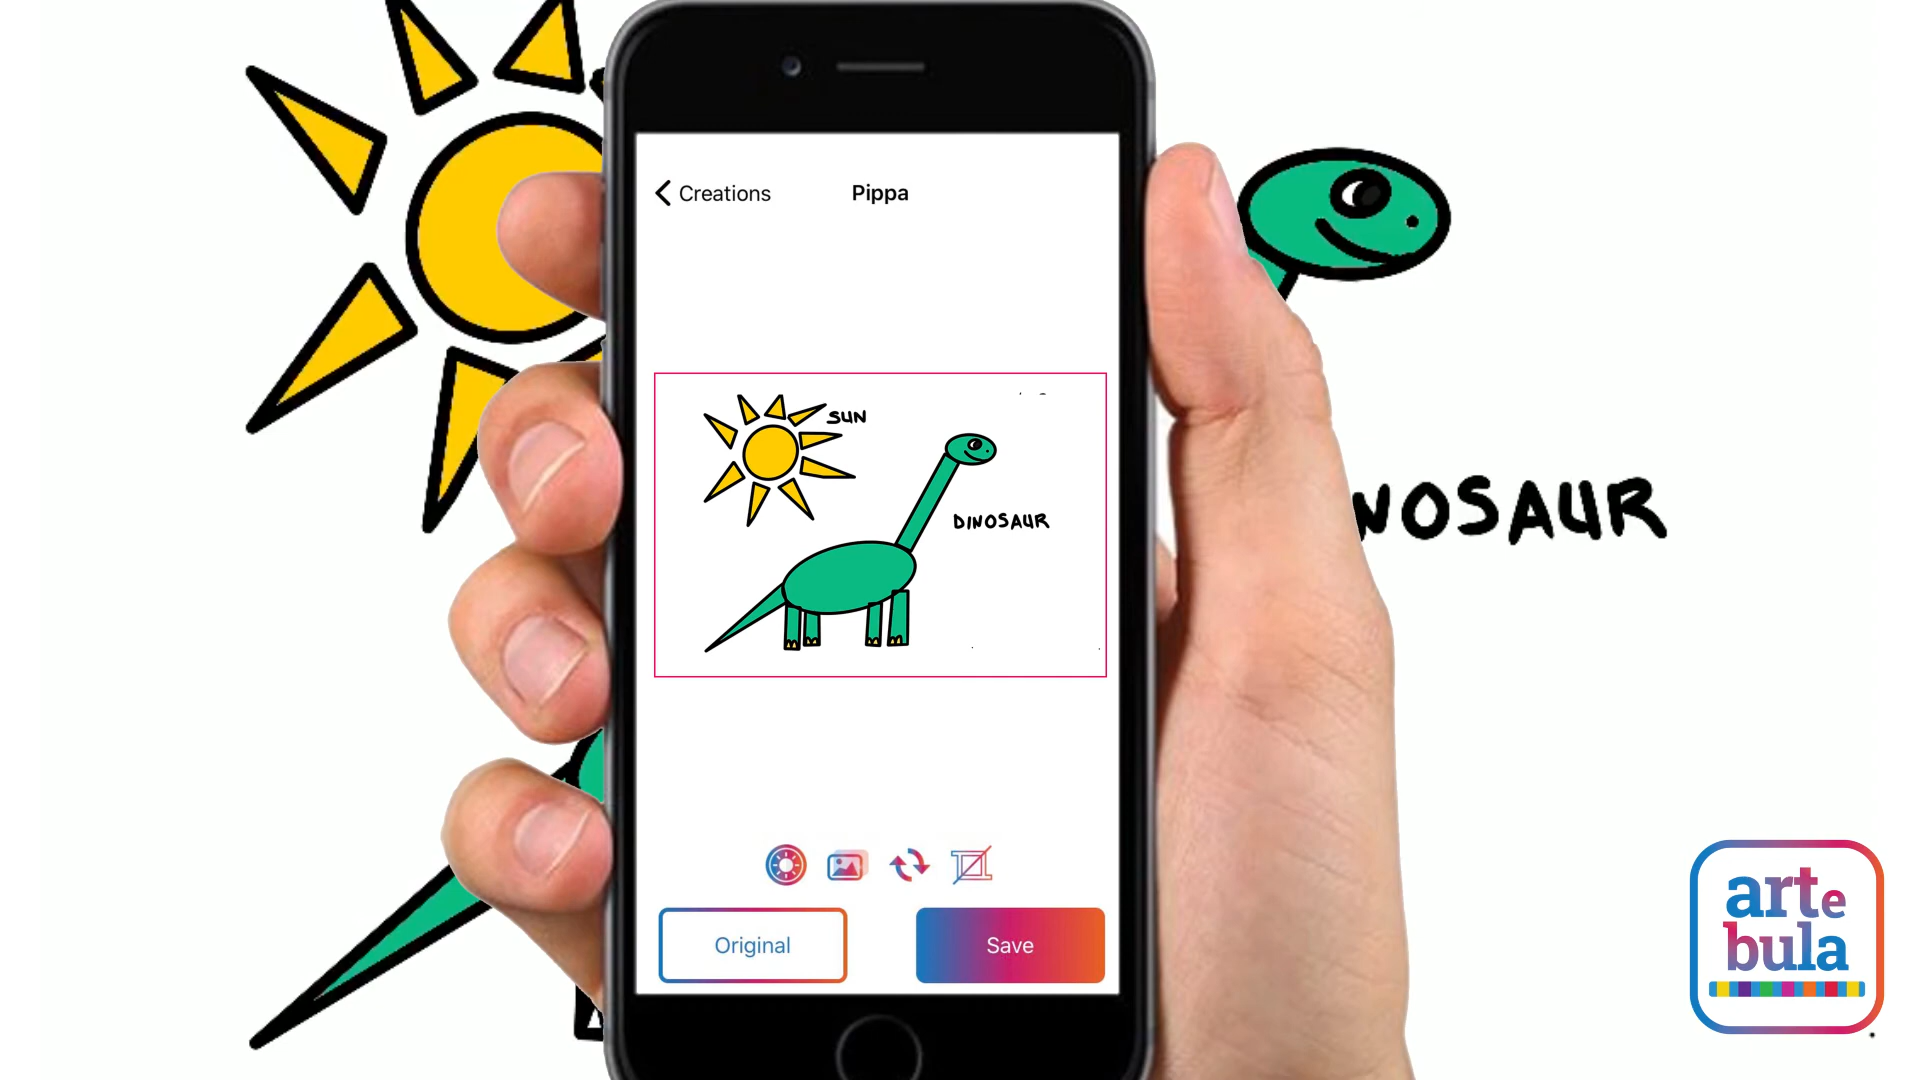 Creations
Pippa
SUN
DINOSAUR
NOSAUR
Original
Save
arte
bula